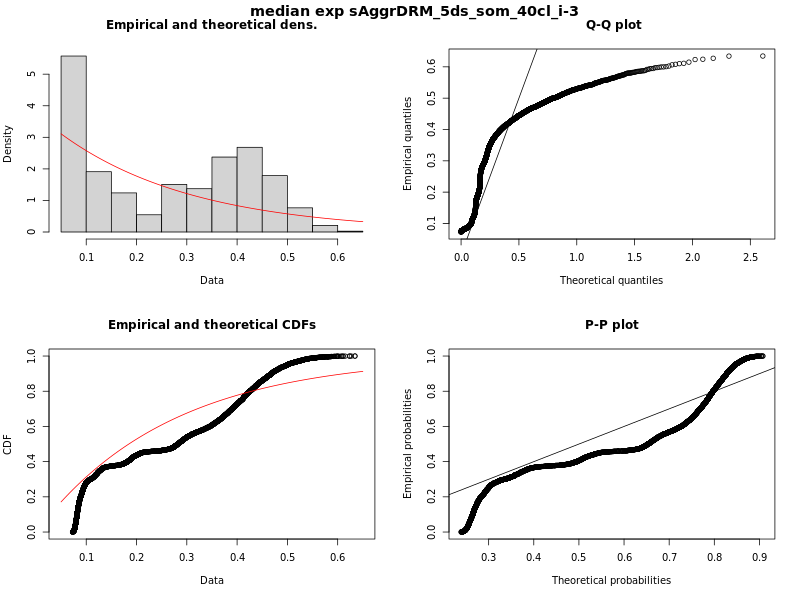 median exp sAggrDRM_5ds_som_40cl_i-3
Empirical and theoretical dens.
Density
0 1 2 3 4 5
0.1 0.2 0.3 0.4 0.5 0.6
Data
Q-Q plot
Empirical quantiles
0.1 0.2 0.3 0.4 0.5 0.6
0.0 0.5 1.0 1.5 2.0 2.5
Theoretical quantiles
Empirical and theoretical CDFs
CDF
0.0 0.2 0.4 0.6 0.8 1.0
0.1 0.2 0.3 0.4 0.5 0.6
Data
P-P plot
Empirical probabilities
0.0 0.2 0.4 0.6 0.8 1.0
0.3 0.4 0.5 0.6 0.7 0.8 0.9
Theoretical probabilities